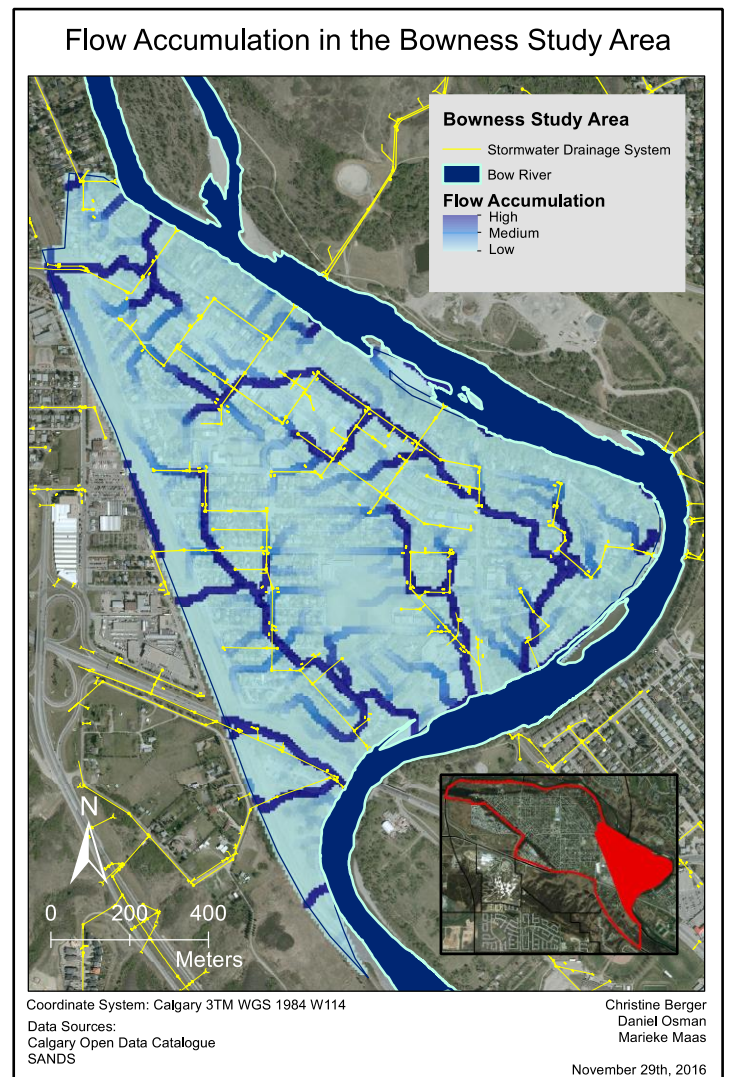 Flow Accumulation in the Bowness Study Area
Bowness Study Area
Stormwater Drainage System
Bow River
Flow Accumulation
High
Medium
Low
N
0 200 400
Meters
Coordinate System: Calgary 3TM WGS 1984 W114
Data Sources:
Calgary Open Data Catalogue
SANDS
Christine Berger
Daniel Osman
Marieke Maas
November 29th, 2016